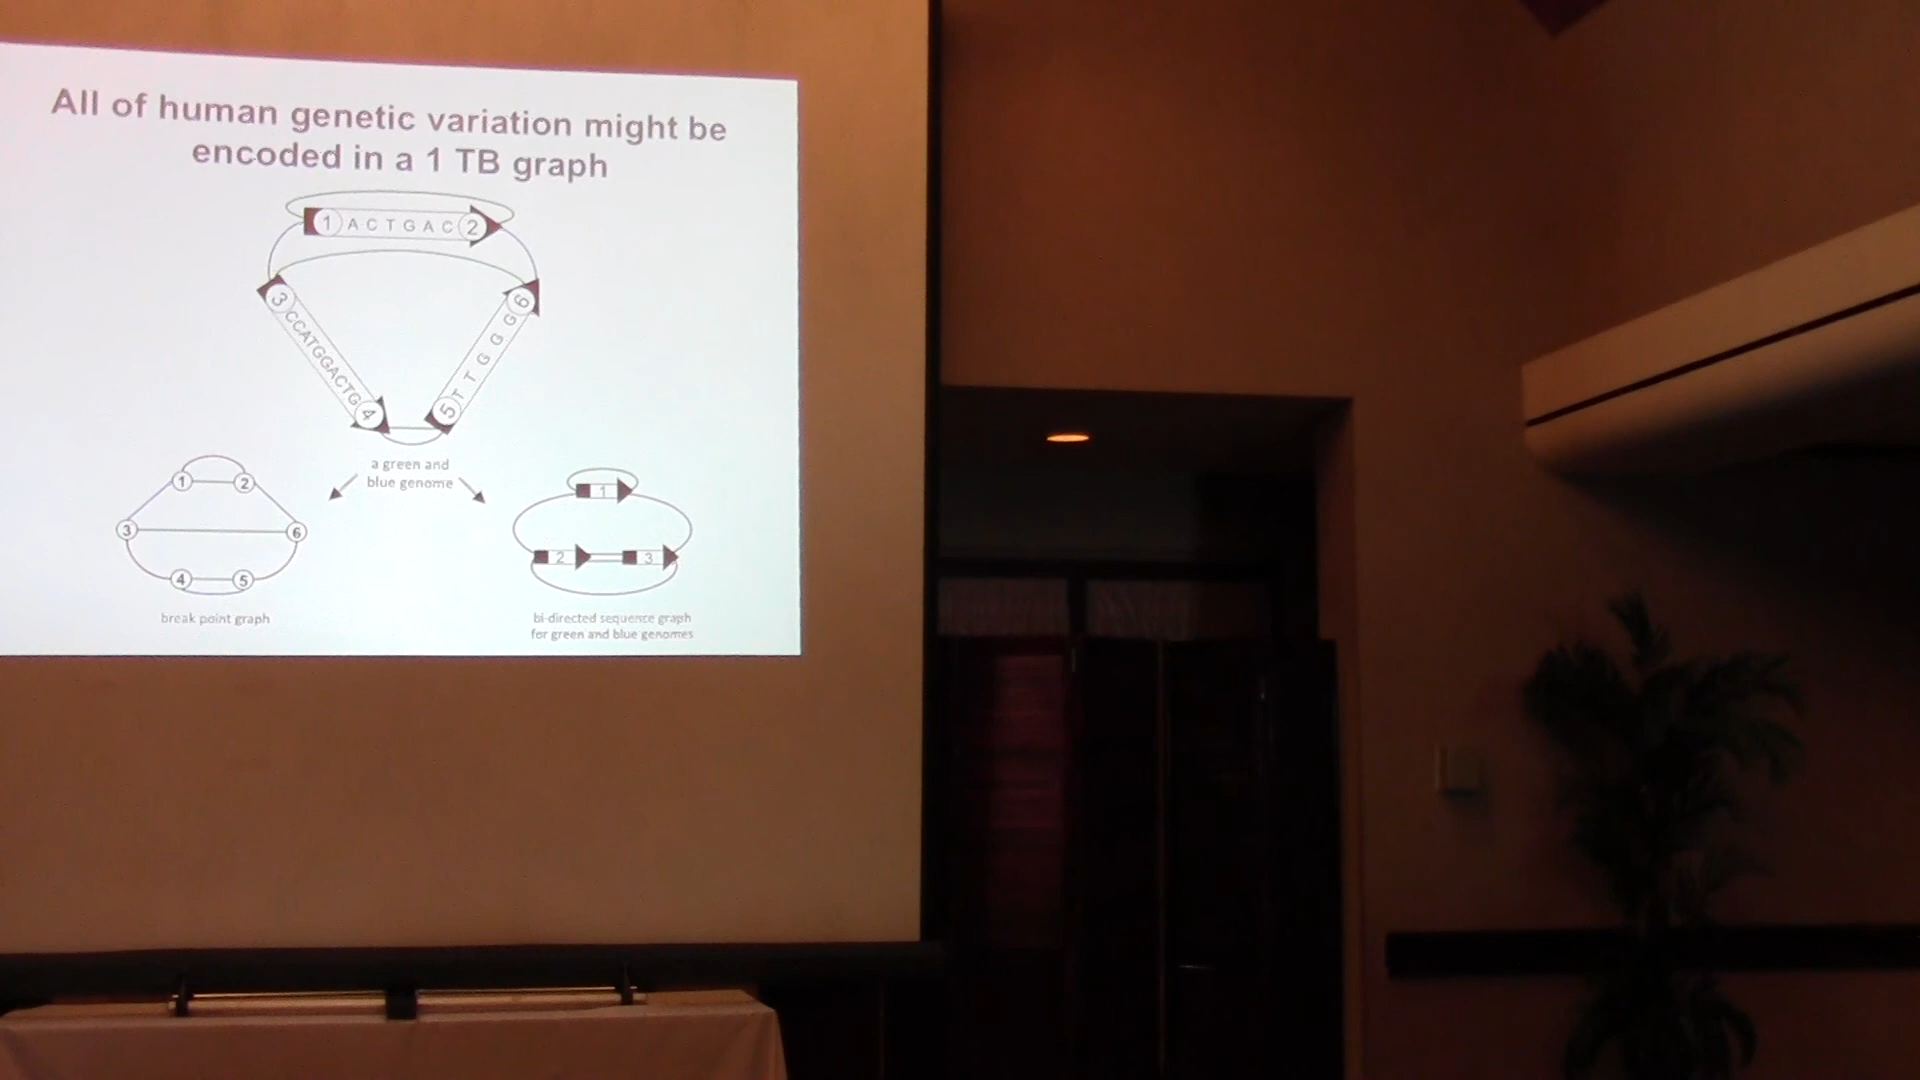 All of human genetic variation might be
encoded in a 1 TB graph
1 A C T G A C 2
3 CCATGGACTG 4
5 T T G G G 6
a green and
blue genome
1 2
3 6
4 5
break point graph
1
2 3
bi-directed sequence graph
for green and blue genomes